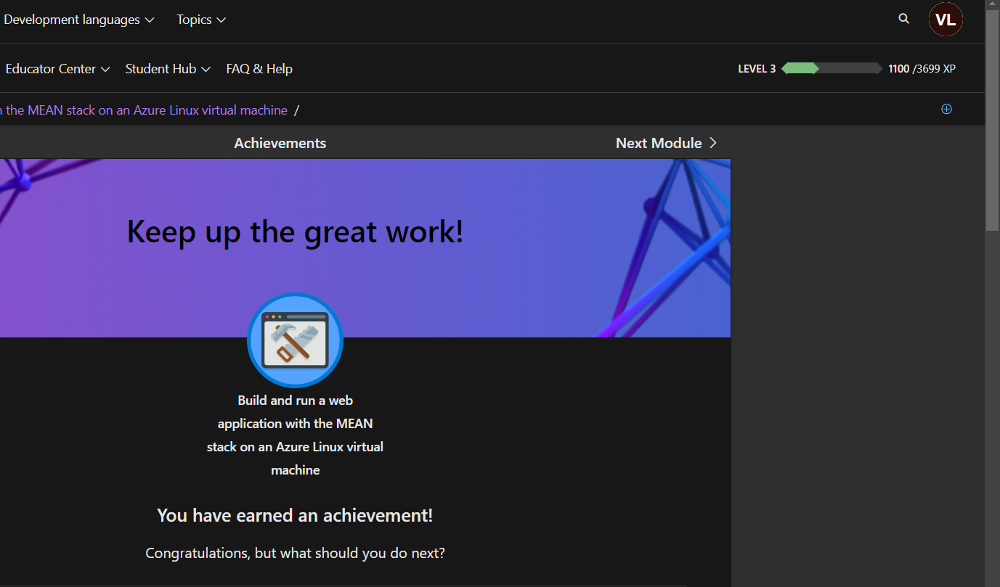 Development languages Topics VL
Educator Center Student Hub FAQ & Help LEVEL 3 1100 /3699 XP
the MEAN stack on an Azure Linux virtual machine /
Achievements Next Module
Keep up the great work!
Build and run a web
application with the MEAN
stack on an Azure Linux virtual
machine
You have earned an achievement!
Congratulations, but what should you do next?